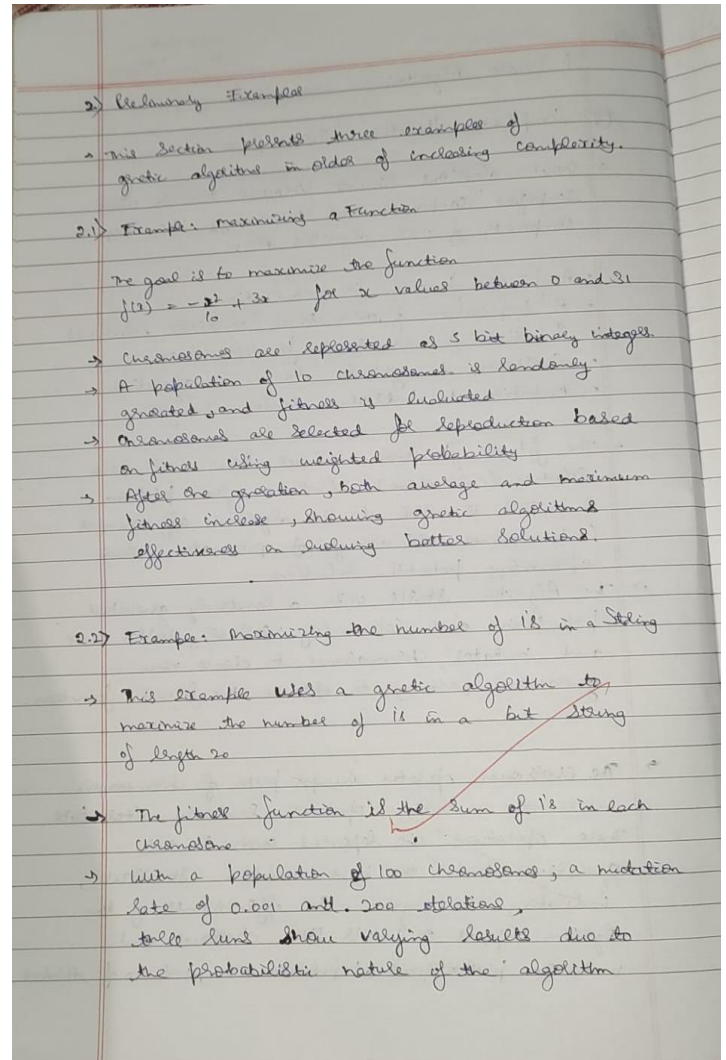 2.) Preliminary Examples
→ This Section presents three examples of
genetic algorithms in order of increasing complexity.
2.1) Example: Maximizing a Function
The goal is to maximize the function
f(x) = -x²/10 + 3x for x values between 0 and 31
→ Chromosomes are represented as 5 bit binary integers.
→ A population of 10 chromosomes is randomly
generated, and fitness is evaluated
→ Chromosomes are selected for reproduction based
on fitness using weighted probability
→ After one generation, both average and maximum
fitness increase, showing genetic algorithms
effectiveness on evolving better solutions.
2.2) Example: Maximizing the number of 1's in a String
→ This example uses a genetic algorithm to
maximize the number of 1s in a bit string
of length 20
→ The fitness function is the sum of 1's in each
chromosome
→ With a population of 100 chromosomes, a mutation
rate of 0.001 and. 200 iterations,
three runs show varying results due to
the probabilistic nature of the algorithm